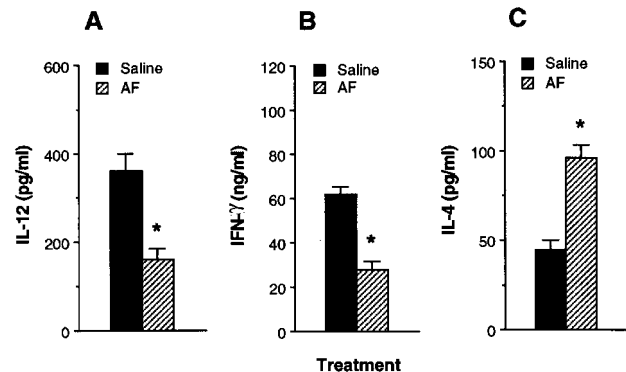 A
B
C
600
400
200
0
IL-12 (pg/ml)
Saline
AF
*
120
100
80
60
40
20
0
IFN-γ (ng/ml)
Saline
AF
*
150
100
50
0
IL-4 (pg/ml)
Saline
AF
*
Treatment